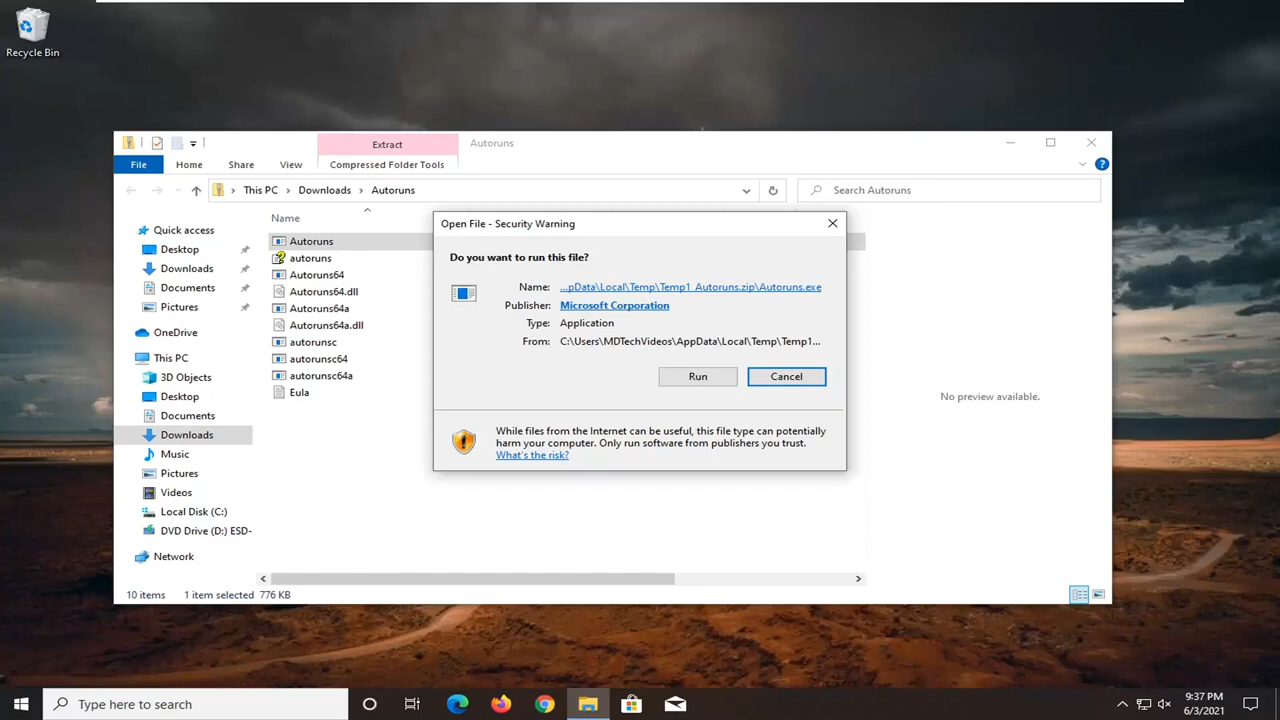 Recycle Bin
Extract
Autoruns
File
Home
Share
View
Compressed Folder Tools
This PC
Downloads
Autoruns
Search Autoruns
Quick access
Desktop
Downloads
Documents
Pictures
OneDrive
This PC
3D Objects
Desktop
Documents
Downloads
Music
Pictures
Videos
Local Disk (C:)
DVD Drive (D:) ESD-
Network
Name
Autoruns
autoruns
Autoruns64
Autoruns64.dll
Autoruns64a
Autoruns64a.dll
autorunsc
autorunsc64
autorunsc64a
Eula
Open File - Security Warning
Do you want to run this file?
Name: ...pData\Local\Temp\Temp1_Autoruns.zip\Autoruns.exe
Publisher: Microsoft Corporation
Type: Application
From: C:\Users\MDTechVideos\AppData\Local\Temp\Temp1...
Run
Cancel
While files from the Internet can be useful, this file type can potentially
harm your computer. Only run software from publishers you trust.
What's the risk?
No preview available.
10 items 1 item selected 776 KB
Type here to search
9:37 PM
6/3/2021